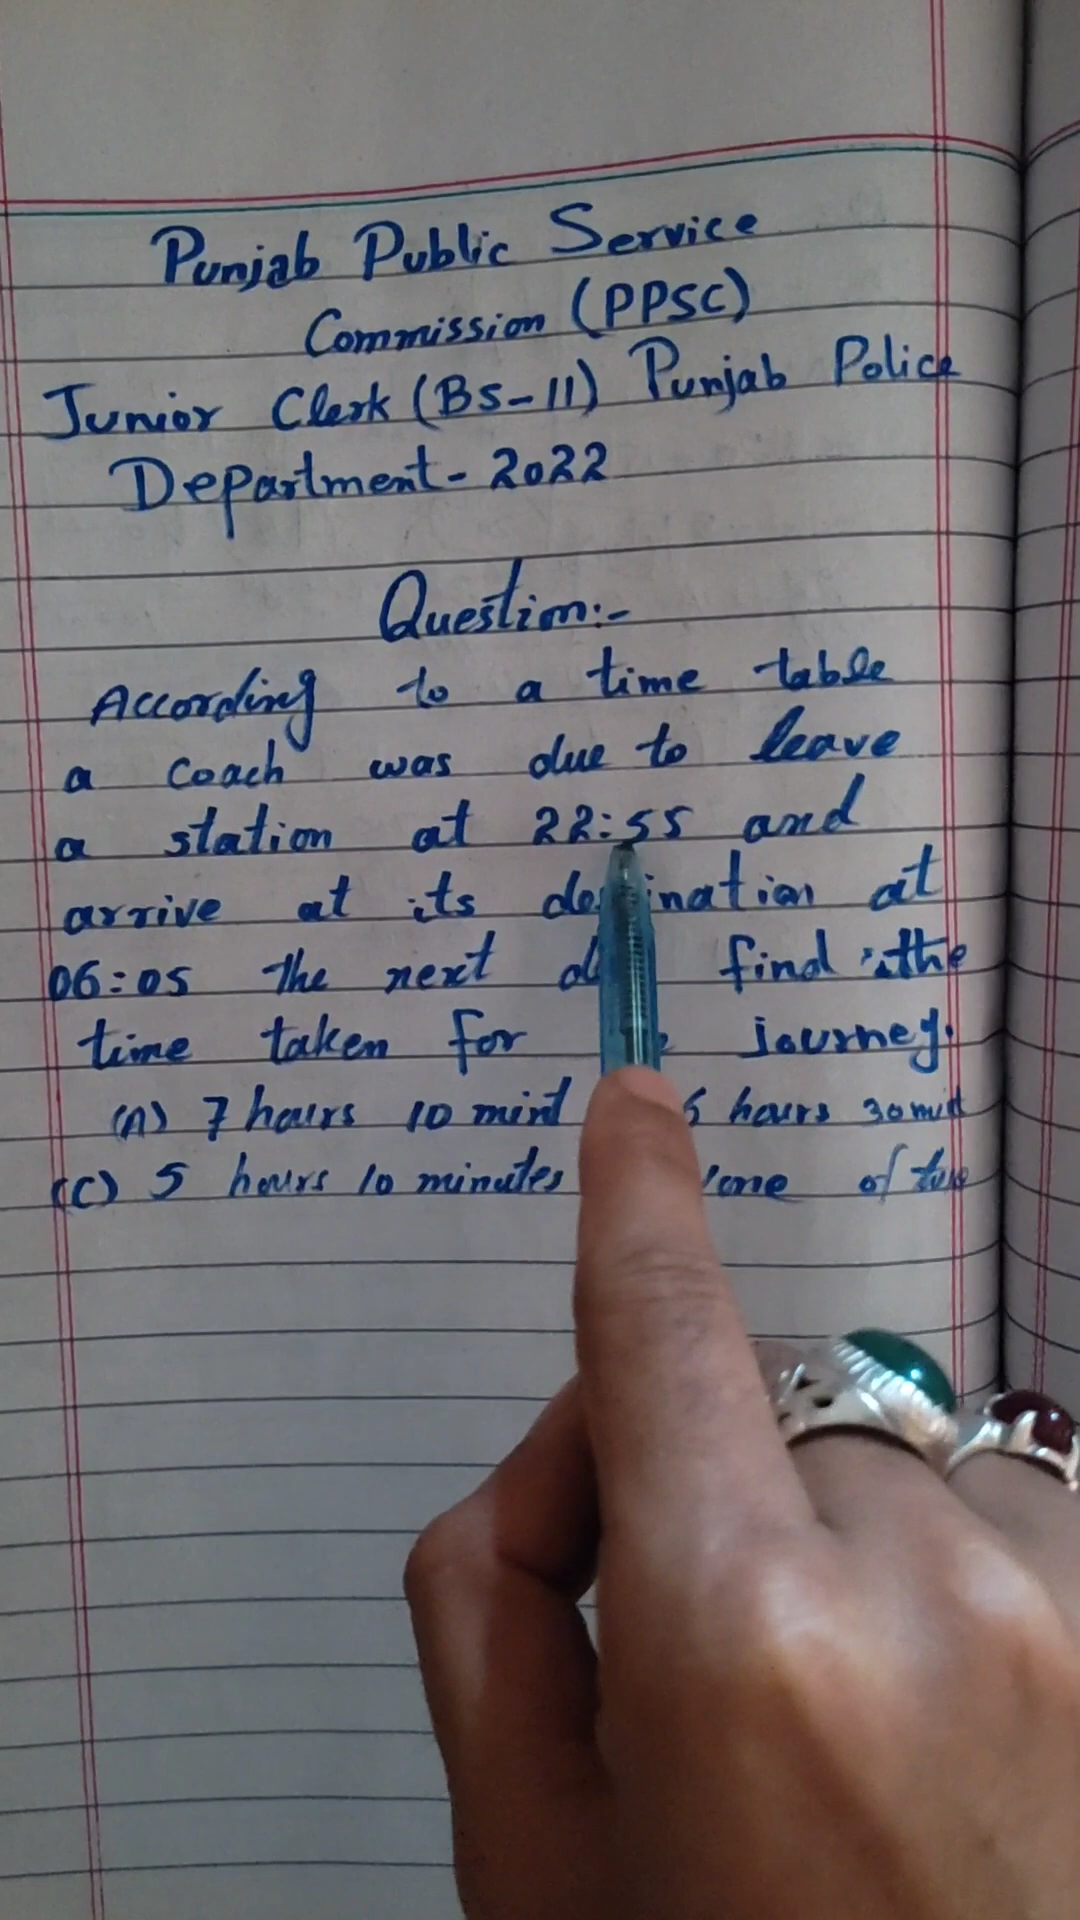 Punjab Public Service
Commission (PPSC)
Junior Clerk (BS-11) Punjab Police
Department - 2022
Question:-
According to a time table
a coach was due to leave
a station at 22:55 and
arrive at its at
06:05 the next find the
time taken for journey.
(A) 7 hours 10 mint hours 30 mint
(C) 5 hours 10 minutes of